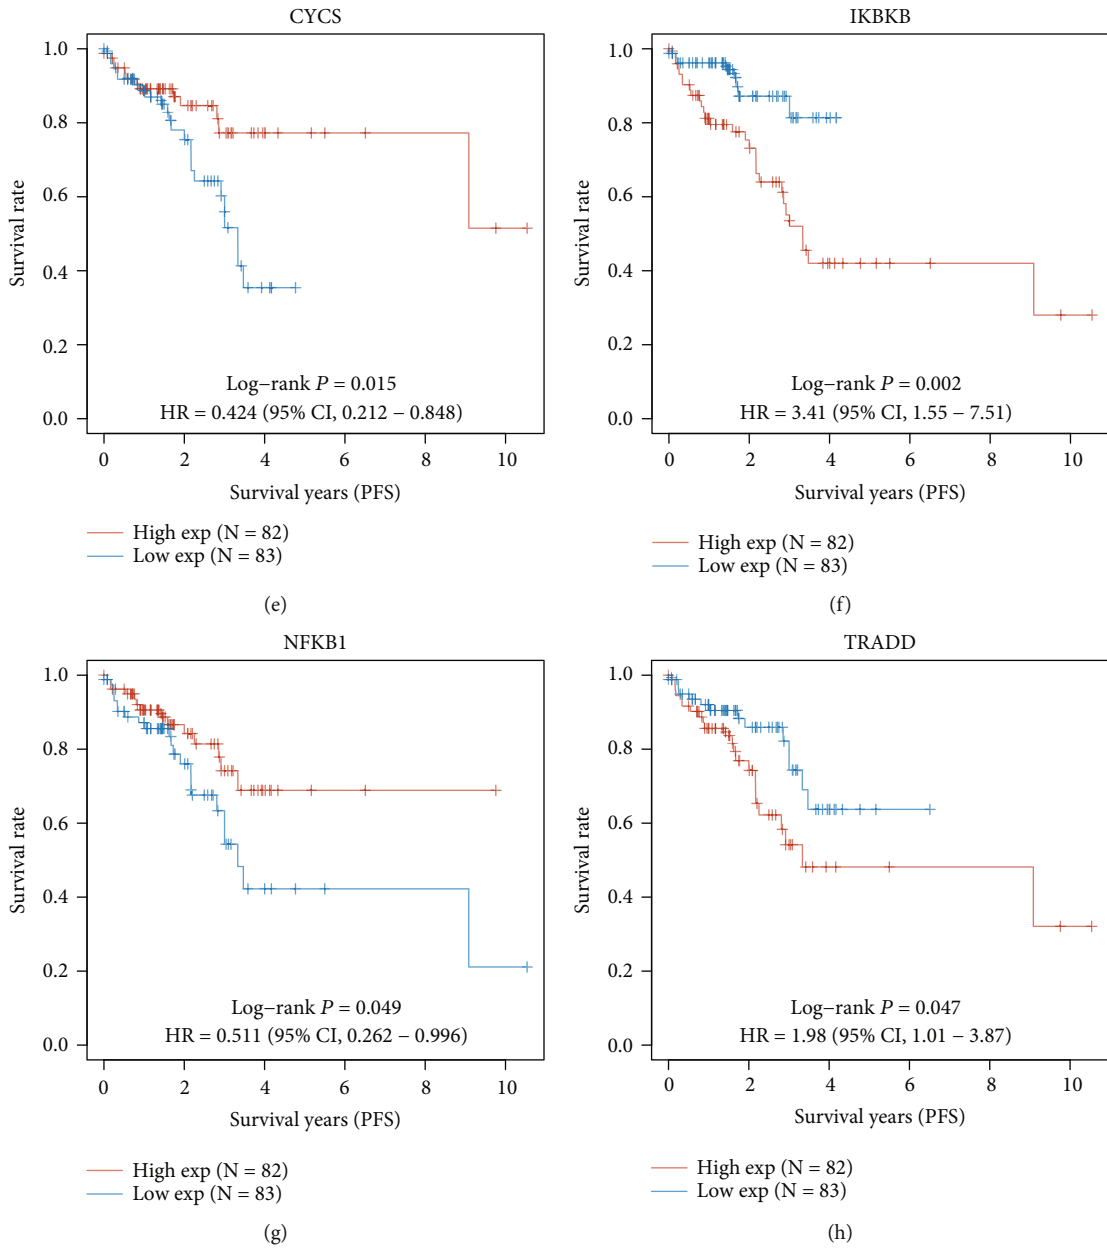 CYCS
Survival rate
1.0
0.8
0.6
0.4
0.2
0.0
Log−rank P = 0.015
HR = 0.424 (95% CI, 0.212 − 0.848)
0 2 4 6 8 10
Survival years (PFS)
High exp (N = 82)
Low exp (N = 83)
(e)
IKBKB
Survival rate
1.0
0.8
0.6
0.4
0.2
0.0
Log−rank P = 0.002
HR = 3.41 (95% CI, 1.55 − 7.51)
0 2 4 6 8 10
Survival years (PFS)
High exp (N = 82)
Low exp (N = 83)
(f)
NFKB1
Survival rate
1.0
0.8
0.6
0.4
0.2
0.0
Log−rank P = 0.049
HR = 0.511 (95% CI, 0.262 − 0.996)
0 2 4 6 8 10
Survival years (PFS)
High exp (N = 82)
Low exp (N = 83)
(g)
TRADD
Survival rate
1.0
0.8
0.6
0.4
0.2
0.0
Log−rank P = 0.047
HR = 1.98 (95% CI, 1.01 − 3.87)
0 2 4 6 8 10
Survival years (PFS)
High exp (N = 82)
Low exp (N = 83)
(h)